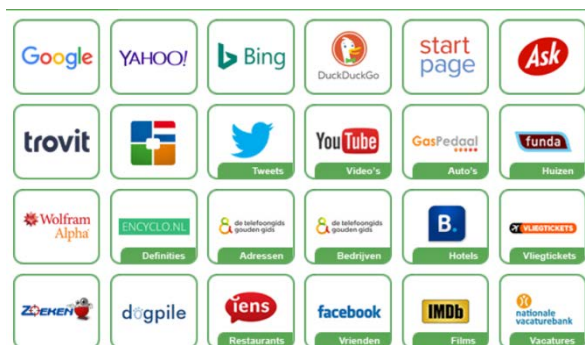 Google
YAHOO!
Bing
DuckDuckGo
start
page
Ask
trovit
Tweets
You Tube
Video's
GasPedaal
Auto's
funda
Huizen
Wolfram
Alpha
ENCYCLO.NL
Definities
de telefoongids
gouden gids
Adressen
de telefoongids
gouden gids
Bedrijven
B.
Hotels
VLIEGTICKETS
Vliegtickets
ZOEKEN
dogpile
iens
Restaurants
facebook
Vrienden
IMDb
Films
nationale
vacaturebank
Vacatures